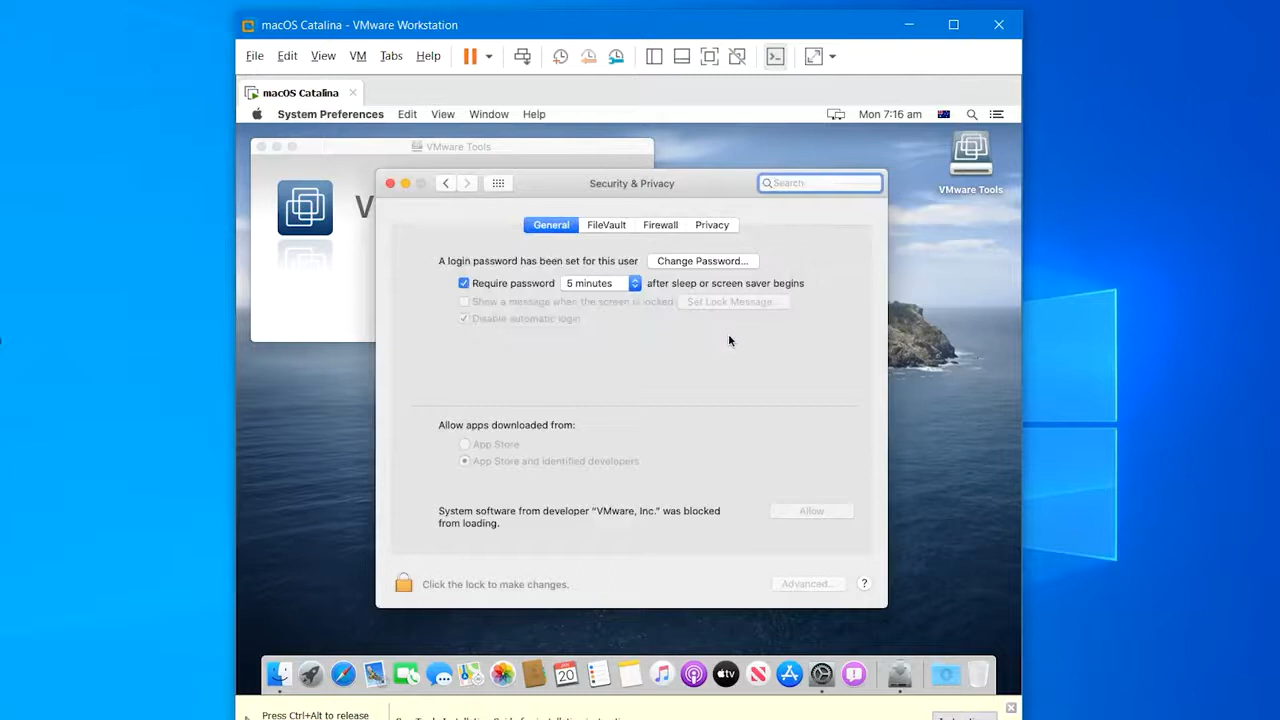 macOS Catalina - VMware Workstation
File Edit View VM Tabs Help
macOS Catalina
System Preferences Edit View Window Help Mon 7:16 am
VMware Tools
V
VMware Tools
Security & Privacy
Search
General FileVault Firewall Privacy
A login password has been set for this user Change Password...
Require password 5 minutes after sleep or screen saver begins
Show a message when the screen is locked Set Lock Message...
Disable automatic login
Allow apps downloaded from:
App Store
App Store and identified developers
System software from developer “VMware, Inc.” was blocked
from loading.
Allow
Click the lock to make changes. Advanced... ?
JUL
20
tv
Press Ctrl+Alt to release